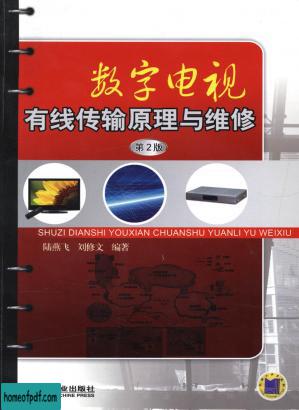 数字电视
有线传输原理与维修
第2版
SHUZI DIANSHI YOUXIAN CHUANSHU YUANLI YU WEIXIU
陆燕飞 刘修文 编著
业出版社
CHINE PRESS
homeofpdf.com